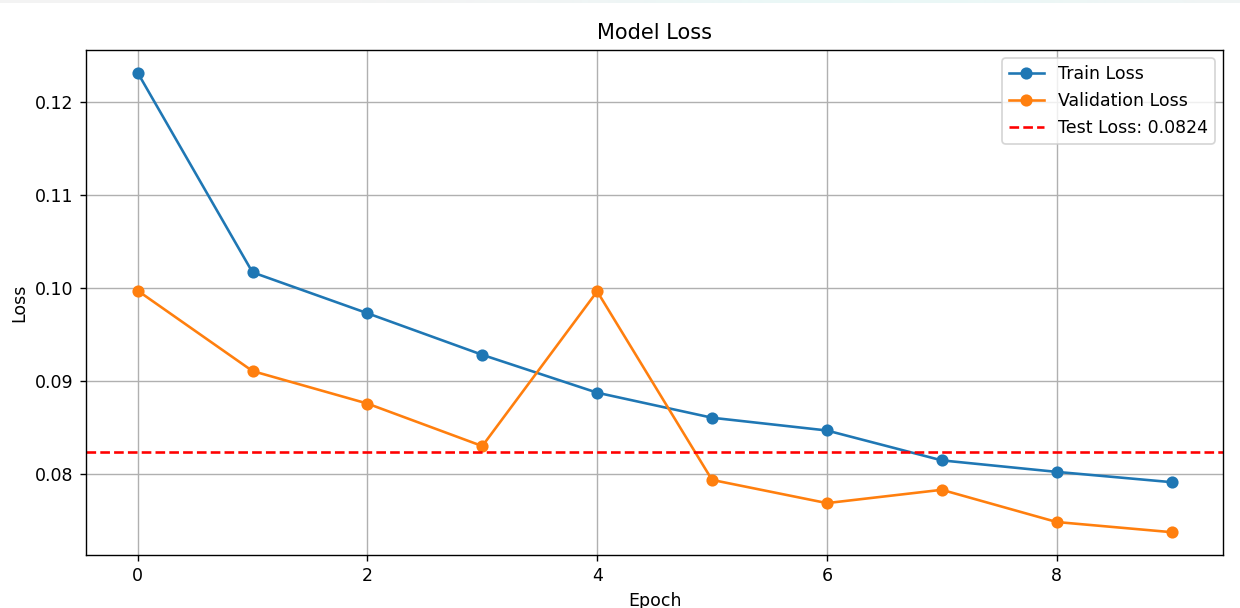 Model Loss
Train Loss
Validation Loss
Test Loss: 0.0824
0.12
0.11
0.10
0.09
0.08
Loss
0
2
4
6
8
Epoch